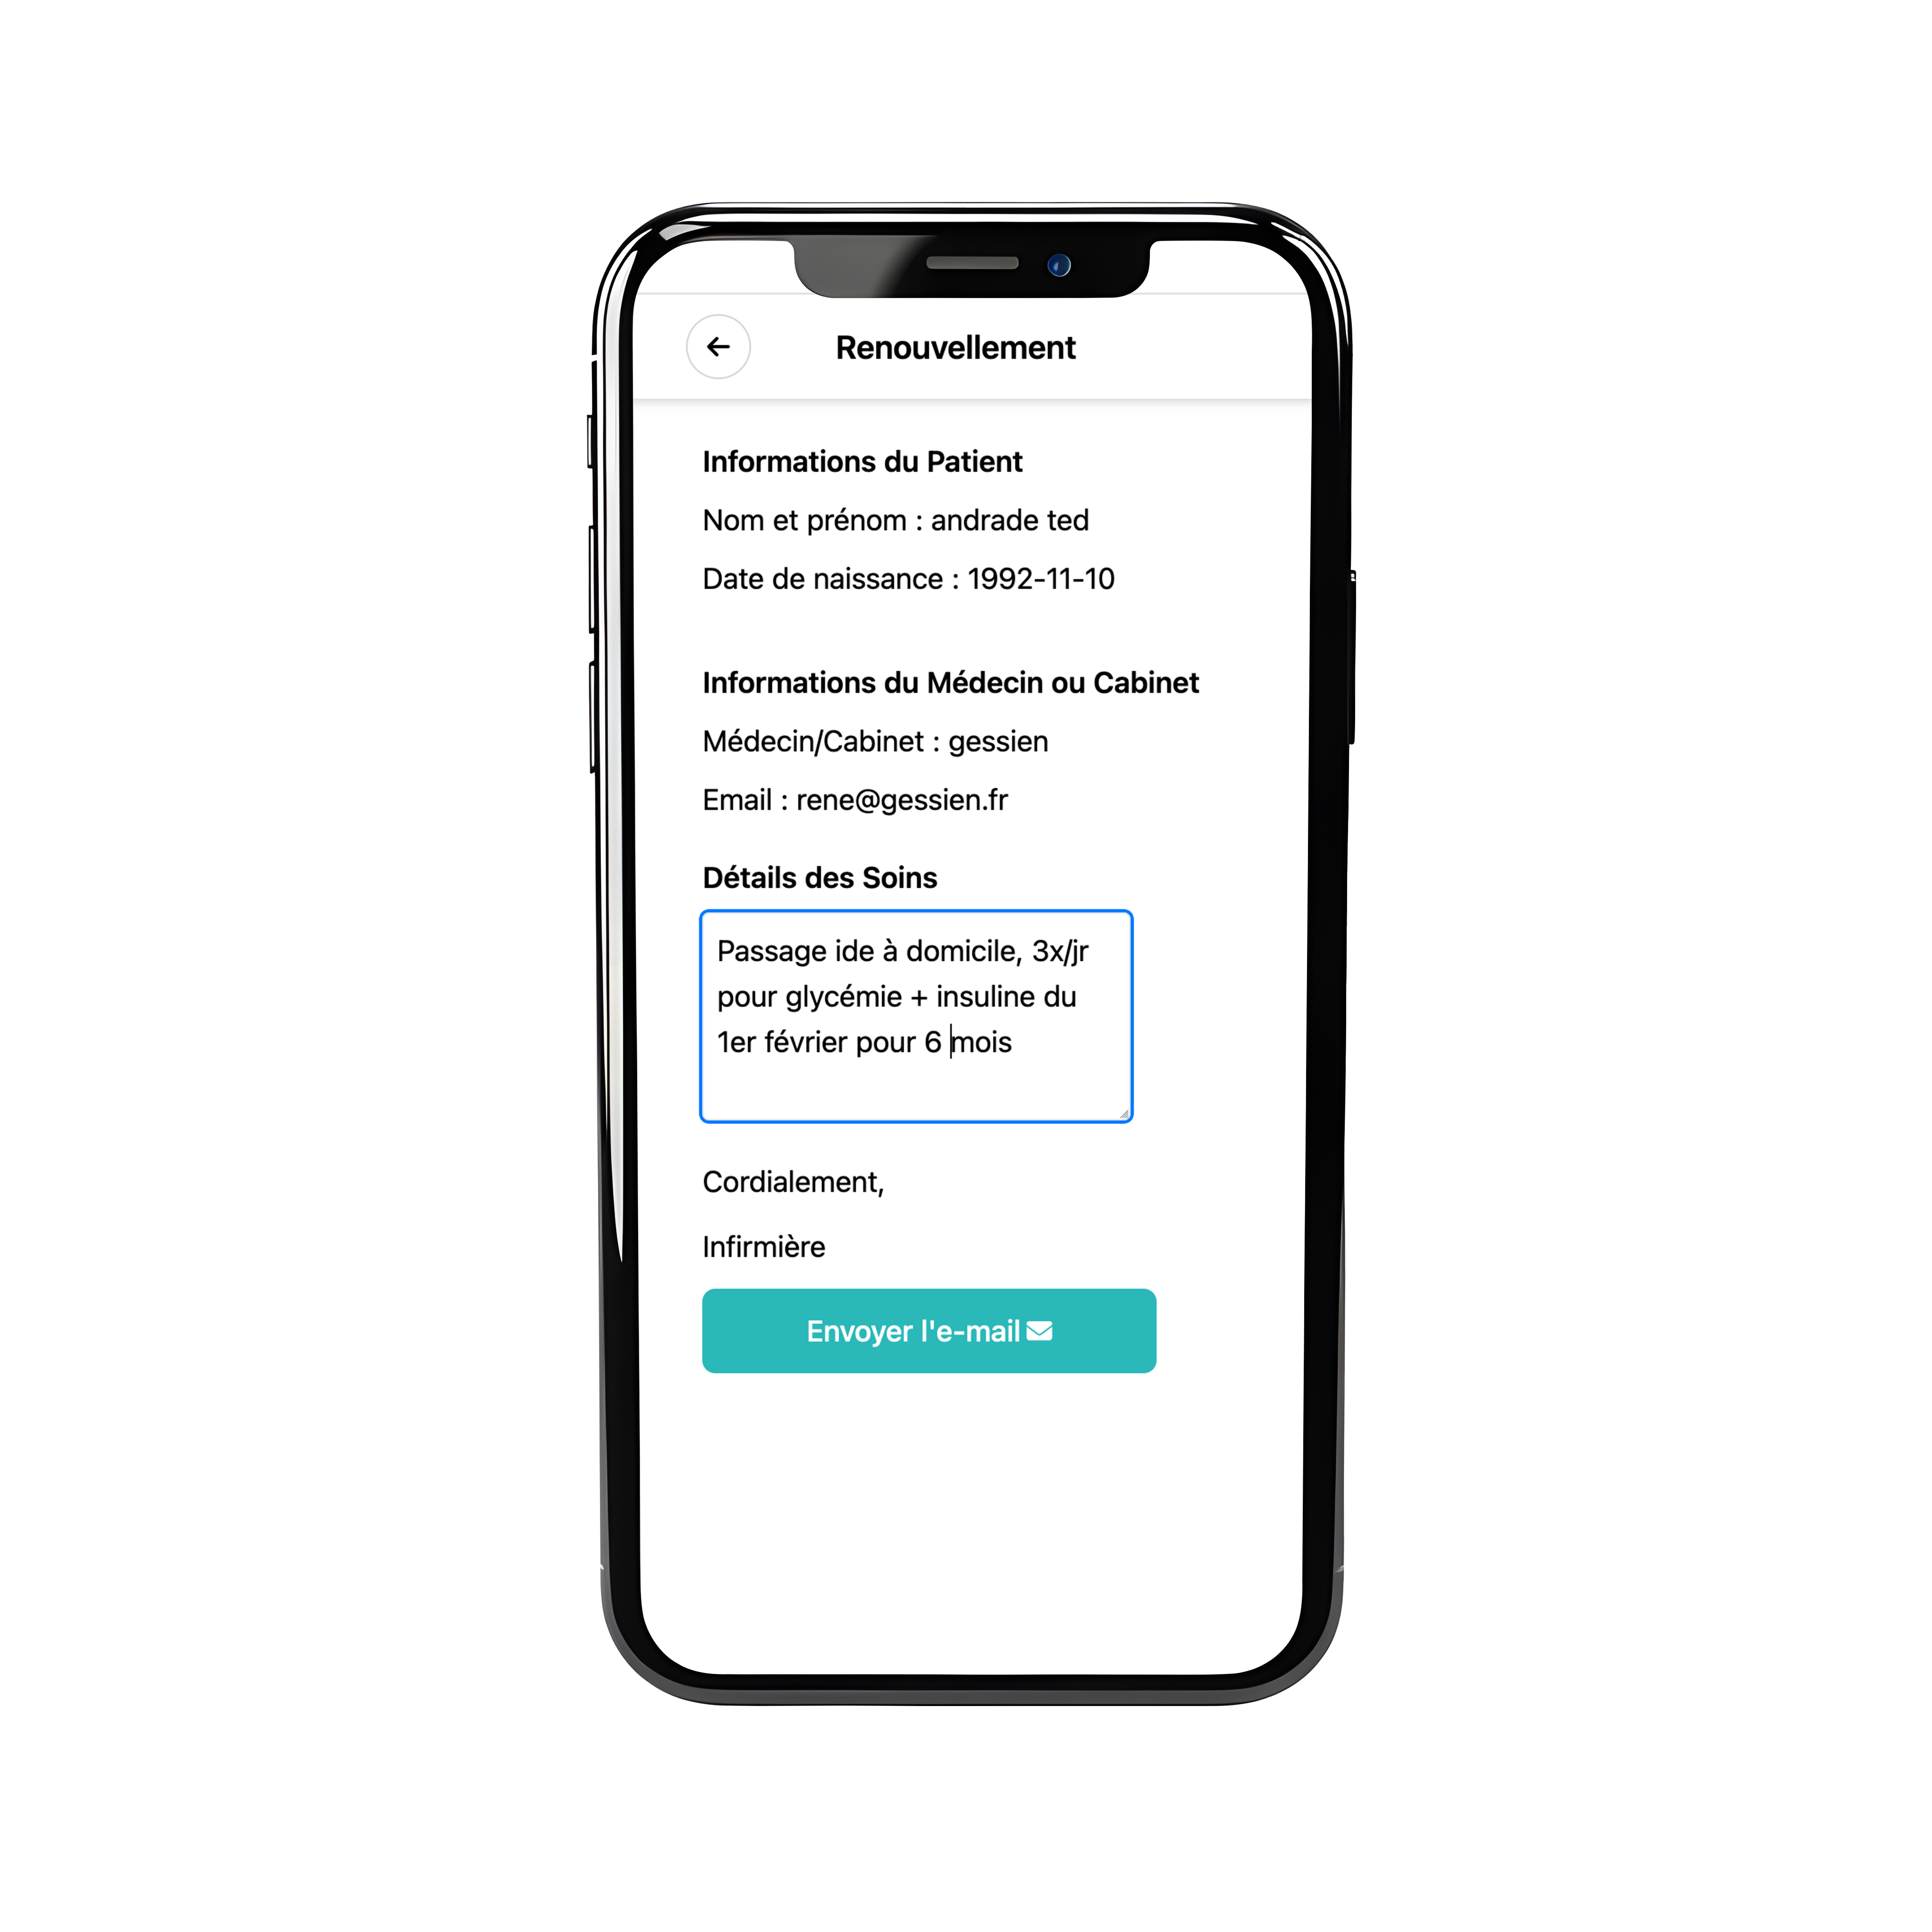 Renouvellement
Informations du Patient
Nom et prénom : andrade ted
Date de naissance : 1992-11-10
Informations du Médecin ou Cabinet
Médecin/Cabinet : gessien
Email : rene@gessien.fr
Détails des Soins
Passage ide à domicile, 3x/jr
pour glycémie + insuline du
1er février pour 6 mois
Cordialement,
Infirmière
Envoyer l'e-mail